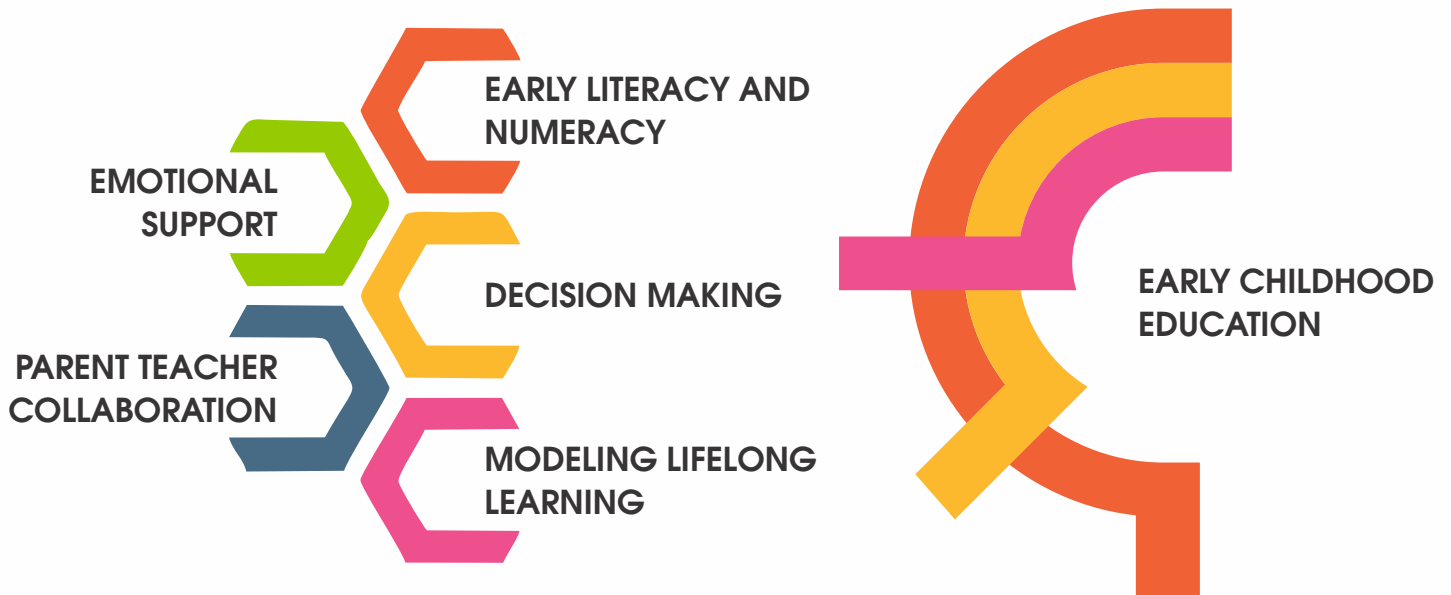 EARLY LITERACY AND
NUMERACY
EMOTIONAL
SUPPORT
DECISION MAKING
PARENT TEACHER
COLLABORATION
MODELING LIFELONG
LEARNING
EARLY CHILDHOOD
EDUCATION